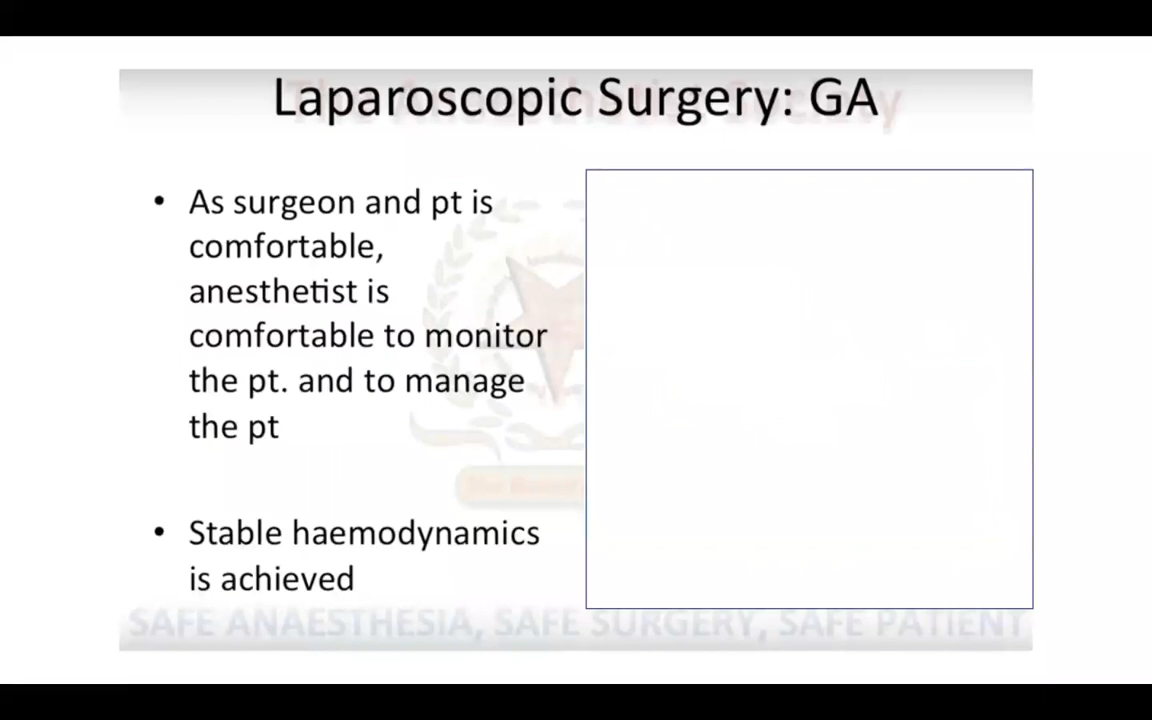 Laparoscopic Surgery: GA
• As surgeon and pt is
comfortable,
anesthetist is
comfortable to monitor
the pt. and to manage
the pt
• Stable haemodynamics
is achieved
SAFE ANAESTHESIA, SAFE SURGERY, SAFE PATIENT